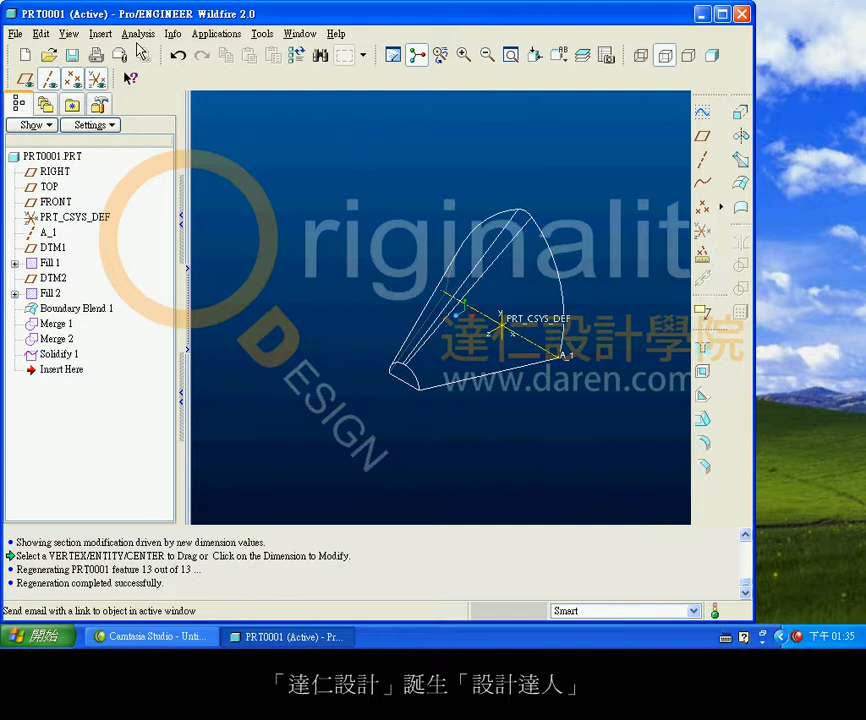 PRT0001 (Active) - Pro/ENGINEER Wildfire 2.0
File Edit View Insert Analysis Info Applications Tools Window Help
Show Settings
PRT0001.PRT
RIGHT
TOP
FRONT
PRT_CSYS_DEF
A_1
DTM1
Fill 1
DTM2
Fill 2
Boundary Blend 1
Merge 1
Merge 2
Solidify 1
Insert Here
Originalit
DESIGN
PRT_CSYS_DEF
Y
Z
X
A_1
達仁設計學院
www.daren.com
Showing section modification driven by new dimension values.
Select a VERTEX/ENTITY/CENTER to Drag or Click on the Dimension to Modify.
Regenerating PRT0001 feature 13 out of 13 ...
Regeneration completed successfully.
Send email with a link to object in active window
Smart
開始
Camtasia Studio - Unti...
PRT0001 (Active) - Pr...
下午 01:35
「達仁設計」誕生「設計達人」